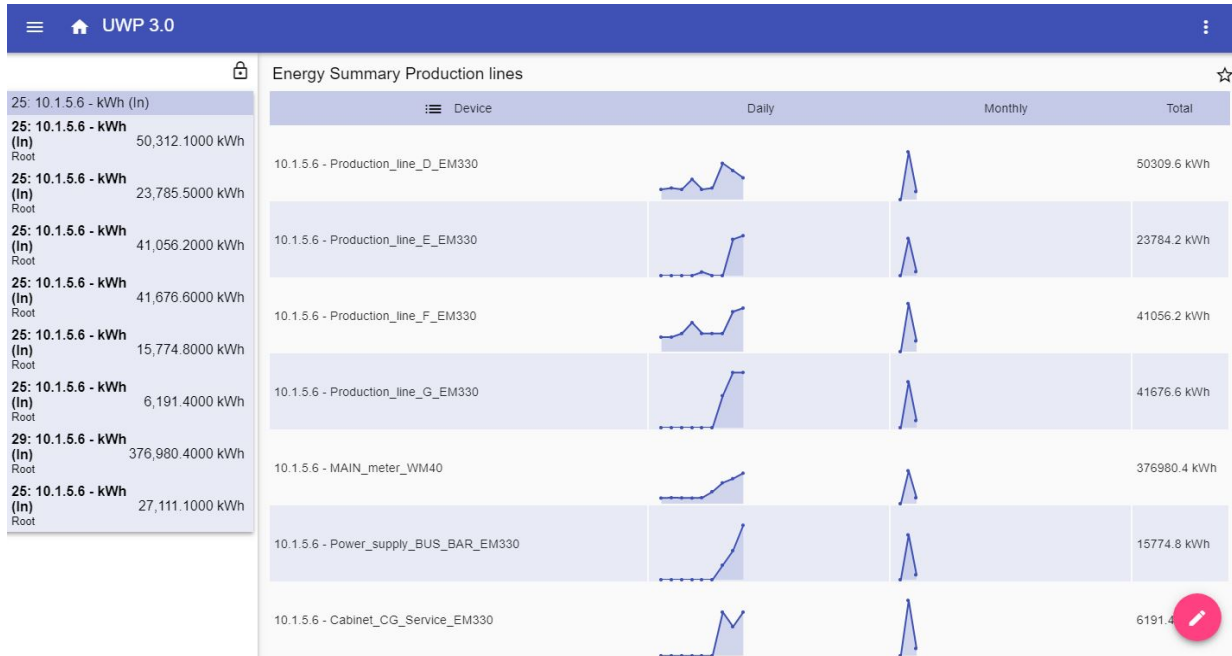 UWP 3.0
25: 10.1.5.6 - kWh (In)
25: 10.1.5.6 - kWh
(In)
50,312.1000 kWh
Root
25: 10.1.5.6 - kWh
(In)
23,785.5000 kWh
Root
25: 10.1.5.6 - kWh
(In)
41,056.2000 kWh
Root
25: 10.1.5.6 - kWh
(In)
41,676.6000 kWh
Root
25: 10.1.5.6 - kWh
(In)
15,774.8000 kWh
Root
25: 10.1.5.6 - kWh
(In)
6,191.4000 kWh
Root
29: 10.1.5.6 - kWh
(In)
376,980.4000 kWh
Root
25: 10.1.5.6 - kWh
(In)
27,111.1000 kWh
Root
Energy Summary Production lines
Device Daily Monthly Total
10.1.5.6 - Production_line_D_EM330 50309.6 kWh
10.1.5.6 - Production_line_E_EM330 23784.2 kWh
10.1.5.6 - Production_line_F_EM330 41056.2 kWh
10.1.5.6 - Production_line_G_EM330 41676.6 kWh
10.1.5.6 - MAIN_meter_WM40 376980.4 kWh
10.1.5.6 - Power_supply_BUS_BAR_EM330 15774.8 kWh
10.1.5.6 - Cabinet_CG_Service_EM330 6191.4